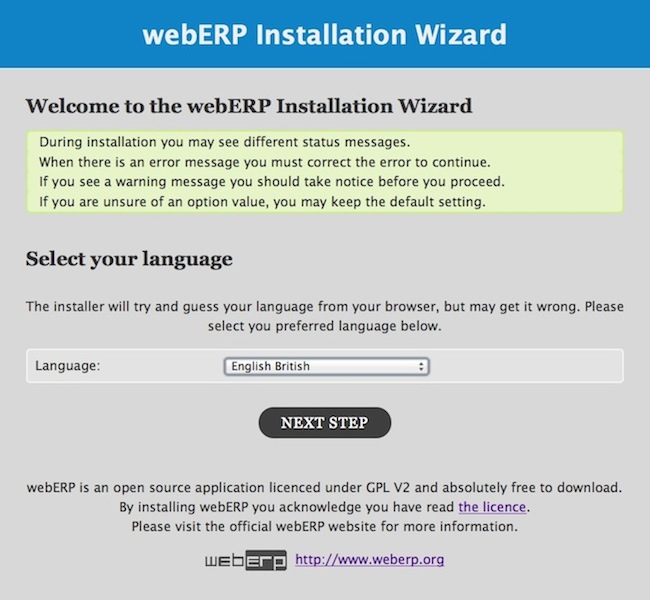 webERP Installation Wizard
Welcome to the webERP Installation Wizard
During installation you may see different status messages.
When there is an error message you must correct the error to continue.
If you see a warning message you should take notice before you proceed.
If you are unsure of an option value, you may keep the default setting.
Select your language
The installer will try and guess your language from your browser, but may get it wrong. Please
select you preferred language below.
Language: English British
NEXT STEP
webERP is an open source application licenced under GPL V2 and absolutely free to download.
By installing webERP you acknowledge you have read the licence.
Please visit the official webERP website for more information.
weberp http://www.weberp.org